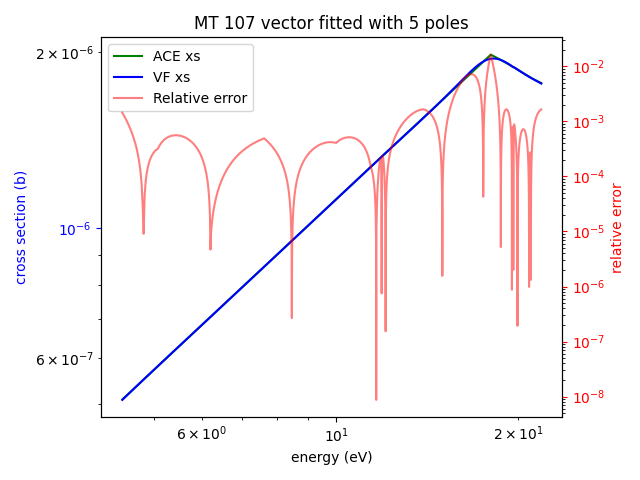 MT 107 vector fitted with 5 poles
ACE xs
VF xs
Relative error
2 × 10⁻⁶
10⁻⁶
6 × 10⁻⁷
cross section (b)
10⁻²
10⁻³
10⁻⁴
10⁻⁵
10⁻⁶
10⁻⁷
10⁻⁸
relative error
6 × 10⁰
10¹
2 × 10¹
energy (eV)